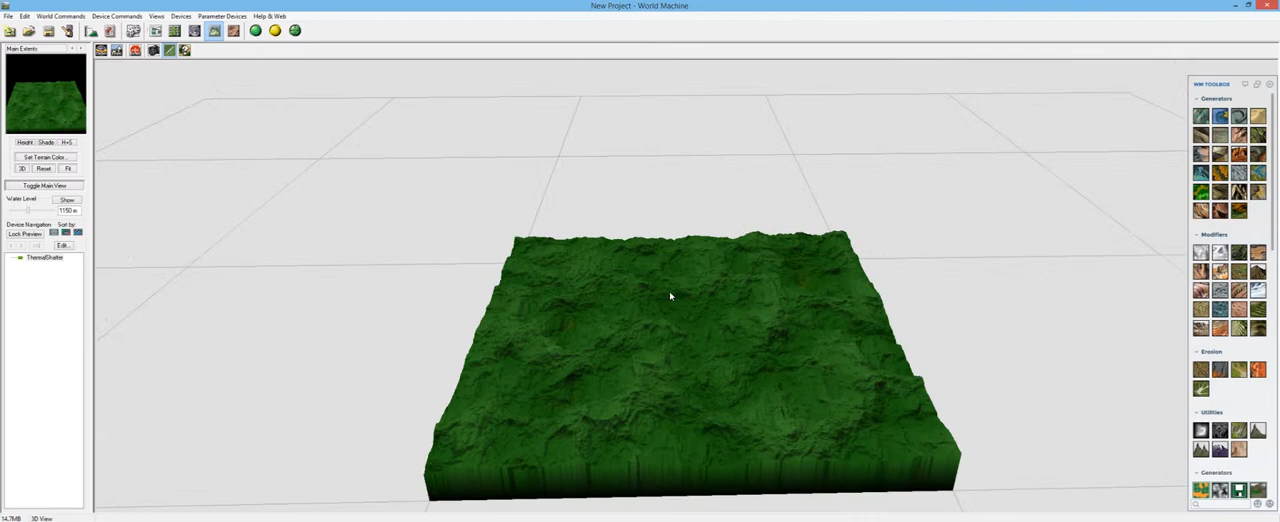 New Project - World Machine
File Edit World Commands Device Commands Views Devices Parameter Devices Help & Web
Main Extents
Height Shade H+S
Set Terrain Color...
3D Reset Fit
Toggle Main View
Water Level Show
1150 m
Device Navigation Sort by:
Lock Preview
Edit...
ThermalShatter
WM TOOLBOX
Generators
Modifiers
Erosion
Utilities
Generators
14.7MB 3D View